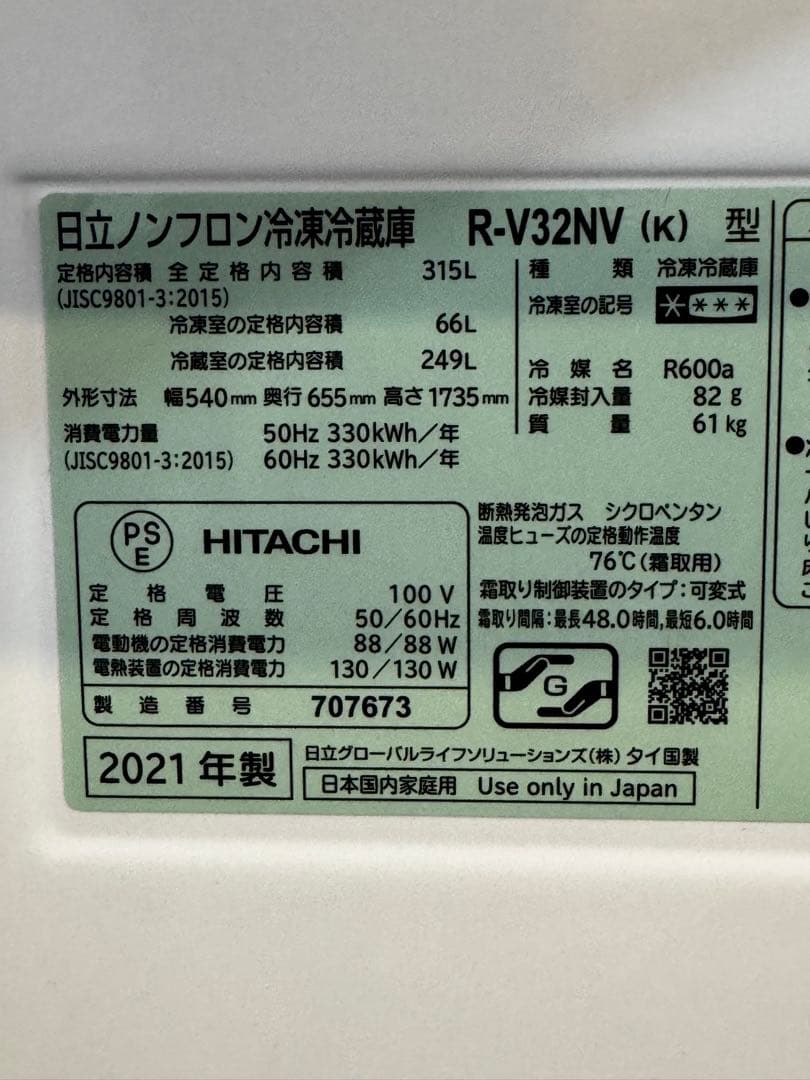 日立ノンフロン冷凍冷蔵庫 R-V32NV (K) 型
定格内容積 全定格内容積 315L
(JISC9801-3:2015)
冷凍室の定格内容積 66L
冷蔵室の定格内容積 249L
外形寸法 幅540mm 奥行655mm 高さ1735mm
消費電力量 50Hz 330kWh/年
(JISC9801-3:2015) 60Hz 330kWh/年
種類 冷凍冷蔵庫
冷凍室の記号 ****
冷媒名 R600a
冷媒封入量 82g
質量 61kg
PSE HITACHI
定格電圧 100V
定格周波数 50/60Hz
電動機の定格消費電力 88/88W
電熱装置の定格消費電力 130/130W
製造番号 707673
断熱発泡ガス シクロペンタン
温度ヒューズの定格動作温度
76℃(霜取用)
霜取り制御装置のタイプ:可変式
霜取り間隔:最長48.0時間,最短6.0時間
G
2021年製
日立グローバルライフソリューションズ(株) タイ国製
日本国内家庭用 Use only in Japan